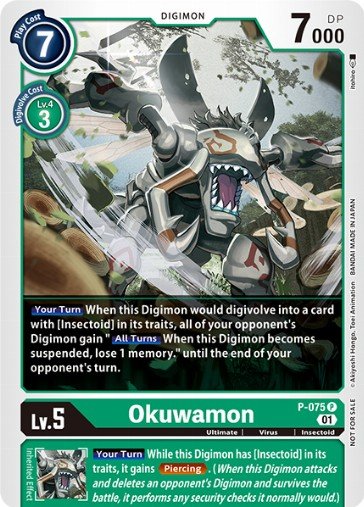 Play Cost
7
DIGIMON
DP
7000
Digivolve Cost
Lv.4
3
Itohiro
Your Turn When this Digimon would digivolve into a card
with [Insectoid] in its traits, all of your opponent's
Digimon gain " All Turns When this Digimon becomes
suspended, lose 1 memory." until the end of your
opponent's turn.
© Akiyoshi Hongo, Toei Animation BANDAI MADE IN JAPAN
NOT FOR SALE
Lv.5
Okuwamon
P-075 P
01
Ultimate
Virus
Insectoid
Inherited Effect
Your Turn While this Digimon has [Insectoid] in its
traits, it gains Piercing. (When this Digimon attacks
and deletes an opponent's Digimon and survives the
battle, it performs any security checks it normally would.)